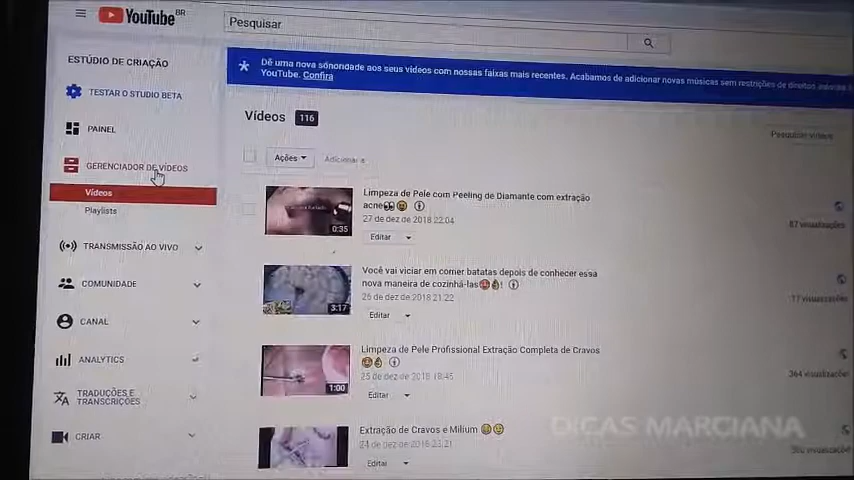 YouTube BR
Pesquisar
ESTÚDIO DE CRIAÇÃO
TESTAR O STUDIO BETA
PAINEL
GERENCIADOR DE VÍDEOS
Vídeos
Playlists
TRANSMISSÃO AO VIVO
COMUNIDADE
CANAL
ANALYTICS
TRADUÇÕES E
TRANSCRIÇÕES
CRIAR
Dê uma nova sonoridade aos seus vídeos com nossas faixas mais recentes. Acabamos de adicionar novas músicas sem restrições de direitos
YouTube. Confira
Vídeos 116
Pesquisar vídeos
Ações
Adicionar a
Limpeza de Pele com Peeling de Diamante com extração
acne
0:35
27 de dez de 2018 22:04
87 visualizações
Editar
Você vai viciar em comer batatas depois de conhecer essa
nova maneira de cozinhá-las !
3:17
25 de dez de 2018 21:22
17 visualizações
Editar
Limpeza de Pele Profissional Extração Completa de Cravos
1:00
25 de dez de 2018 18:45
364 visualizações
Editar
Extração de Cravos e Milium
24 de dez de 2018 23:21
visualizações
Editar
DICAS MARCIANA